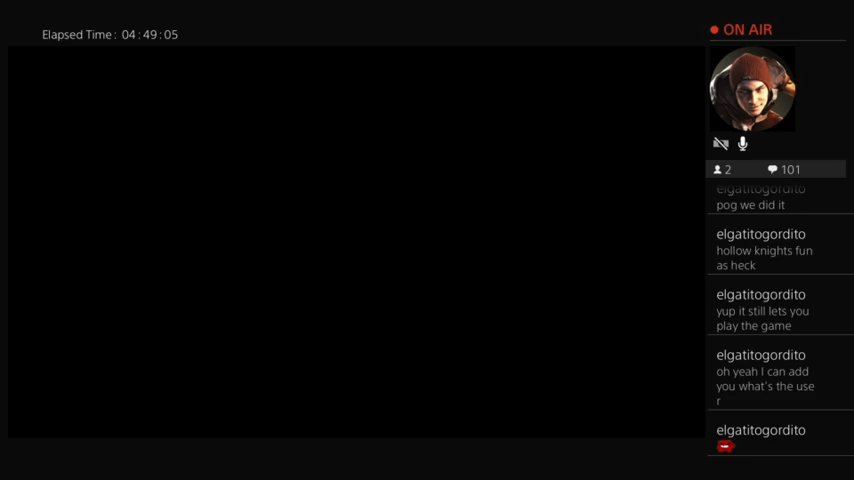 Elapsed Time: 04:49:05
ON AIR
2 101
elgatitogordito
pog we did it
elgatitogordito
hollow knights fun
as heck
elgatitogordito
yup it still lets you
play the game
elgatitogordito
oh yeah I can add
you what's the use
r
elgatitogordito